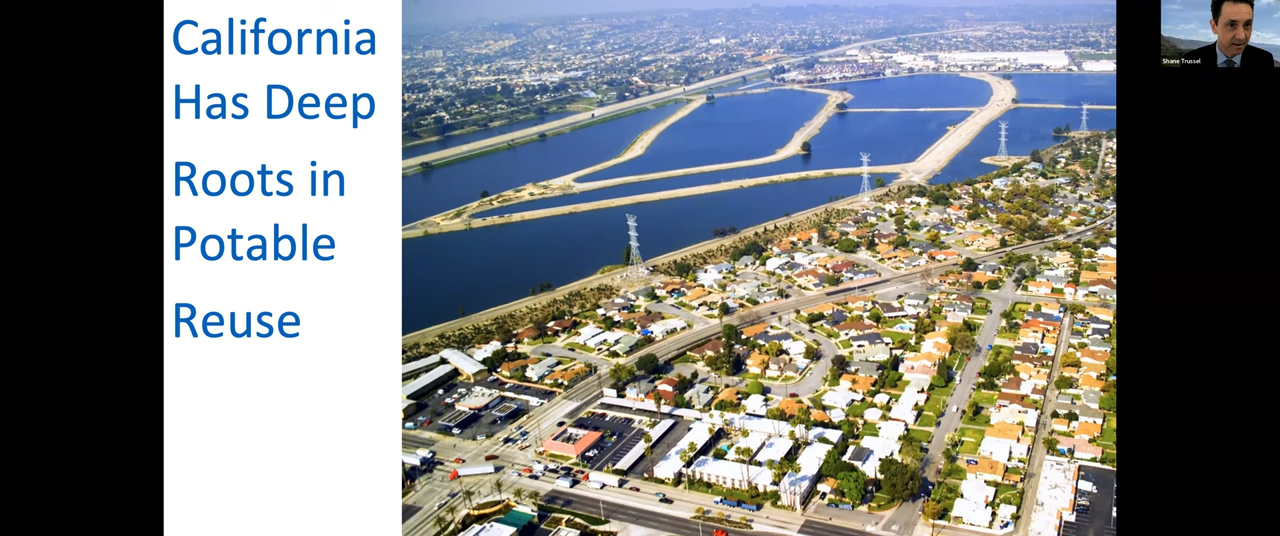 California
Has Deep
Roots in
Potable
Reuse
Shane Trussel